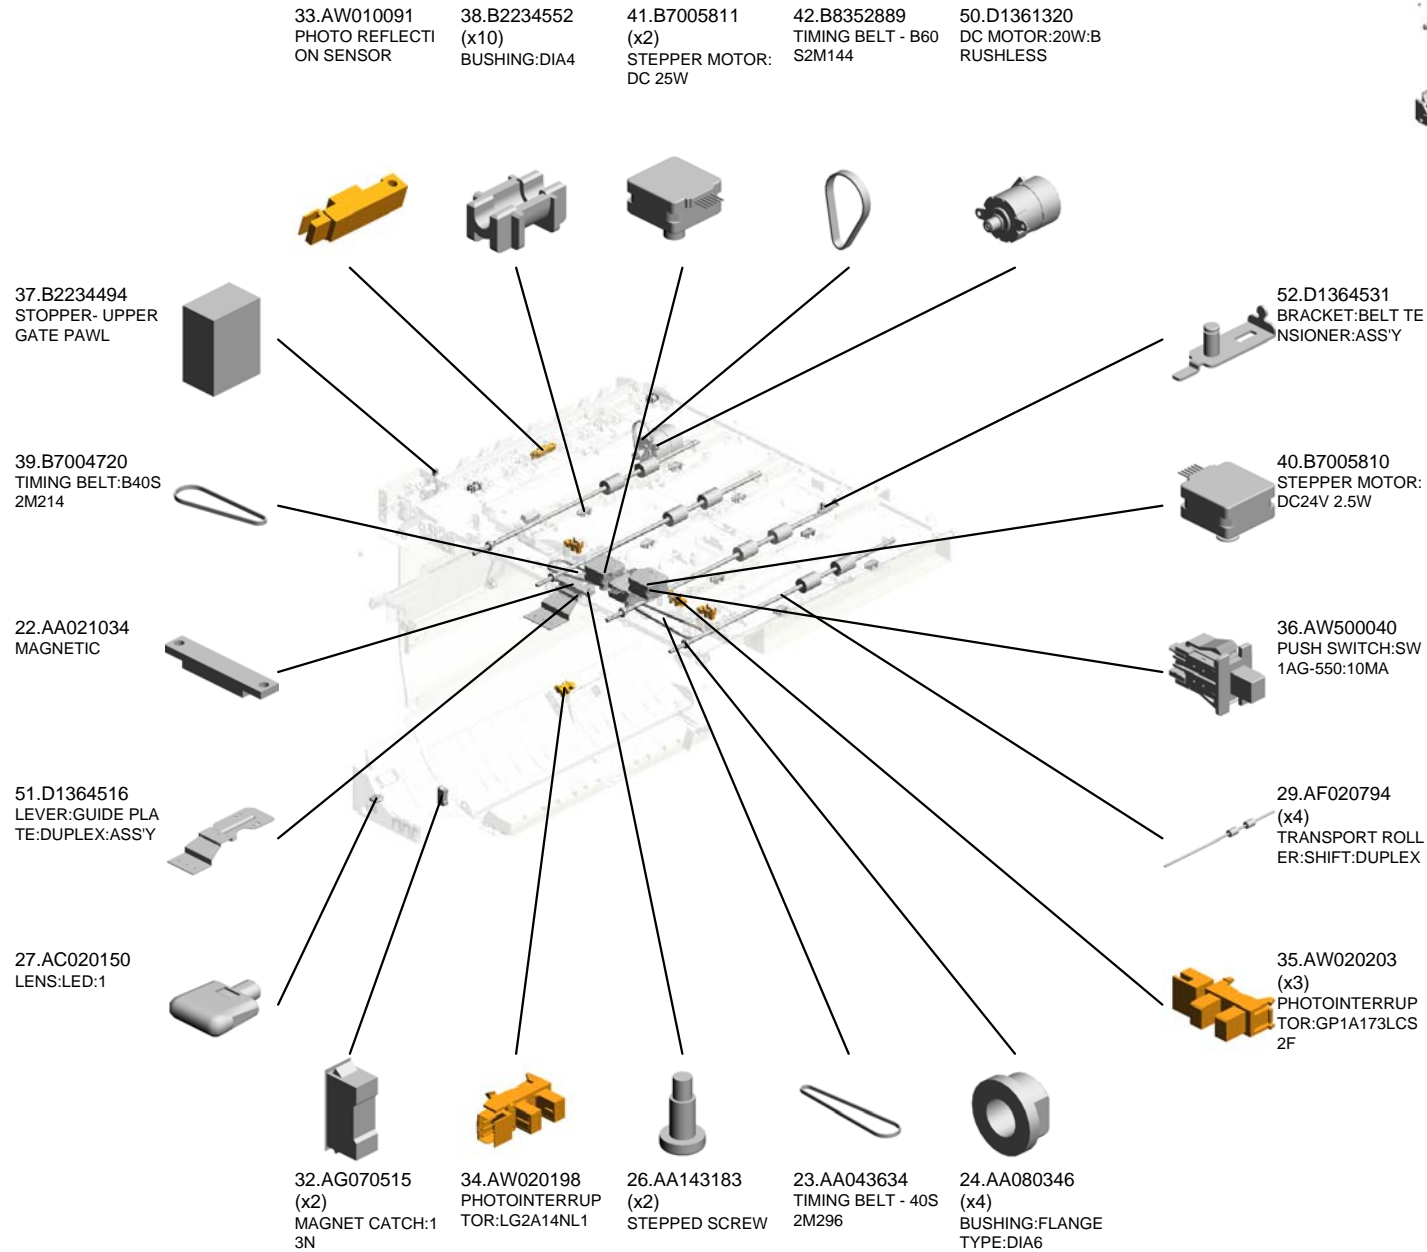 33.AW010091
PHOTO REFLECTI
ON SENSOR
38.B2234552
(x10)
BUSHING:DIA4
41.B7005811
(x2)
STEPPER MOTOR:
DC 25W
42.B8352889
TIMING BELT - B60
S2M144
50.D1361320
DC MOTOR:20W:B
RUSHLESS
37.B2234494
STOPPER- UPPER
GATE PAWL
52.D1364531
BRACKET:BELT TE
NSIONER:ASS'Y
39.B7004720
TIMING BELT:B40S
2M214
40.B7005810
STEPPER MOTOR:
DC24V 2.5W
22.AA021034
MAGNETIC
36.AW500040
PUSH SWITCH:SW
1AG-550:10MA
51.D1364516
LEVER:GUIDE PLA
TE:DUPLEX:ASS'Y
29.AF020794
(x4)
TRANSPORT ROLL
ER:SHIFT:DUPLEX
27.AC020150
LENS:LED:1
35.AW020203
(x3)
PHOTOINTERRUP
TOR:GP1A173LCS
2F
32.AG070515
(x2)
MAGNET CATCH:1
3N
34.AW020198
PHOTOINTERRUP
TOR:LG2A14NL1
26.AA143183
(x2)
STEPPED SCREW
23.AA043634
TIMING BELT - 40S
2M296
24.AA080346
(x4)
BUSHING:FLANGE
TYPE:DIA6